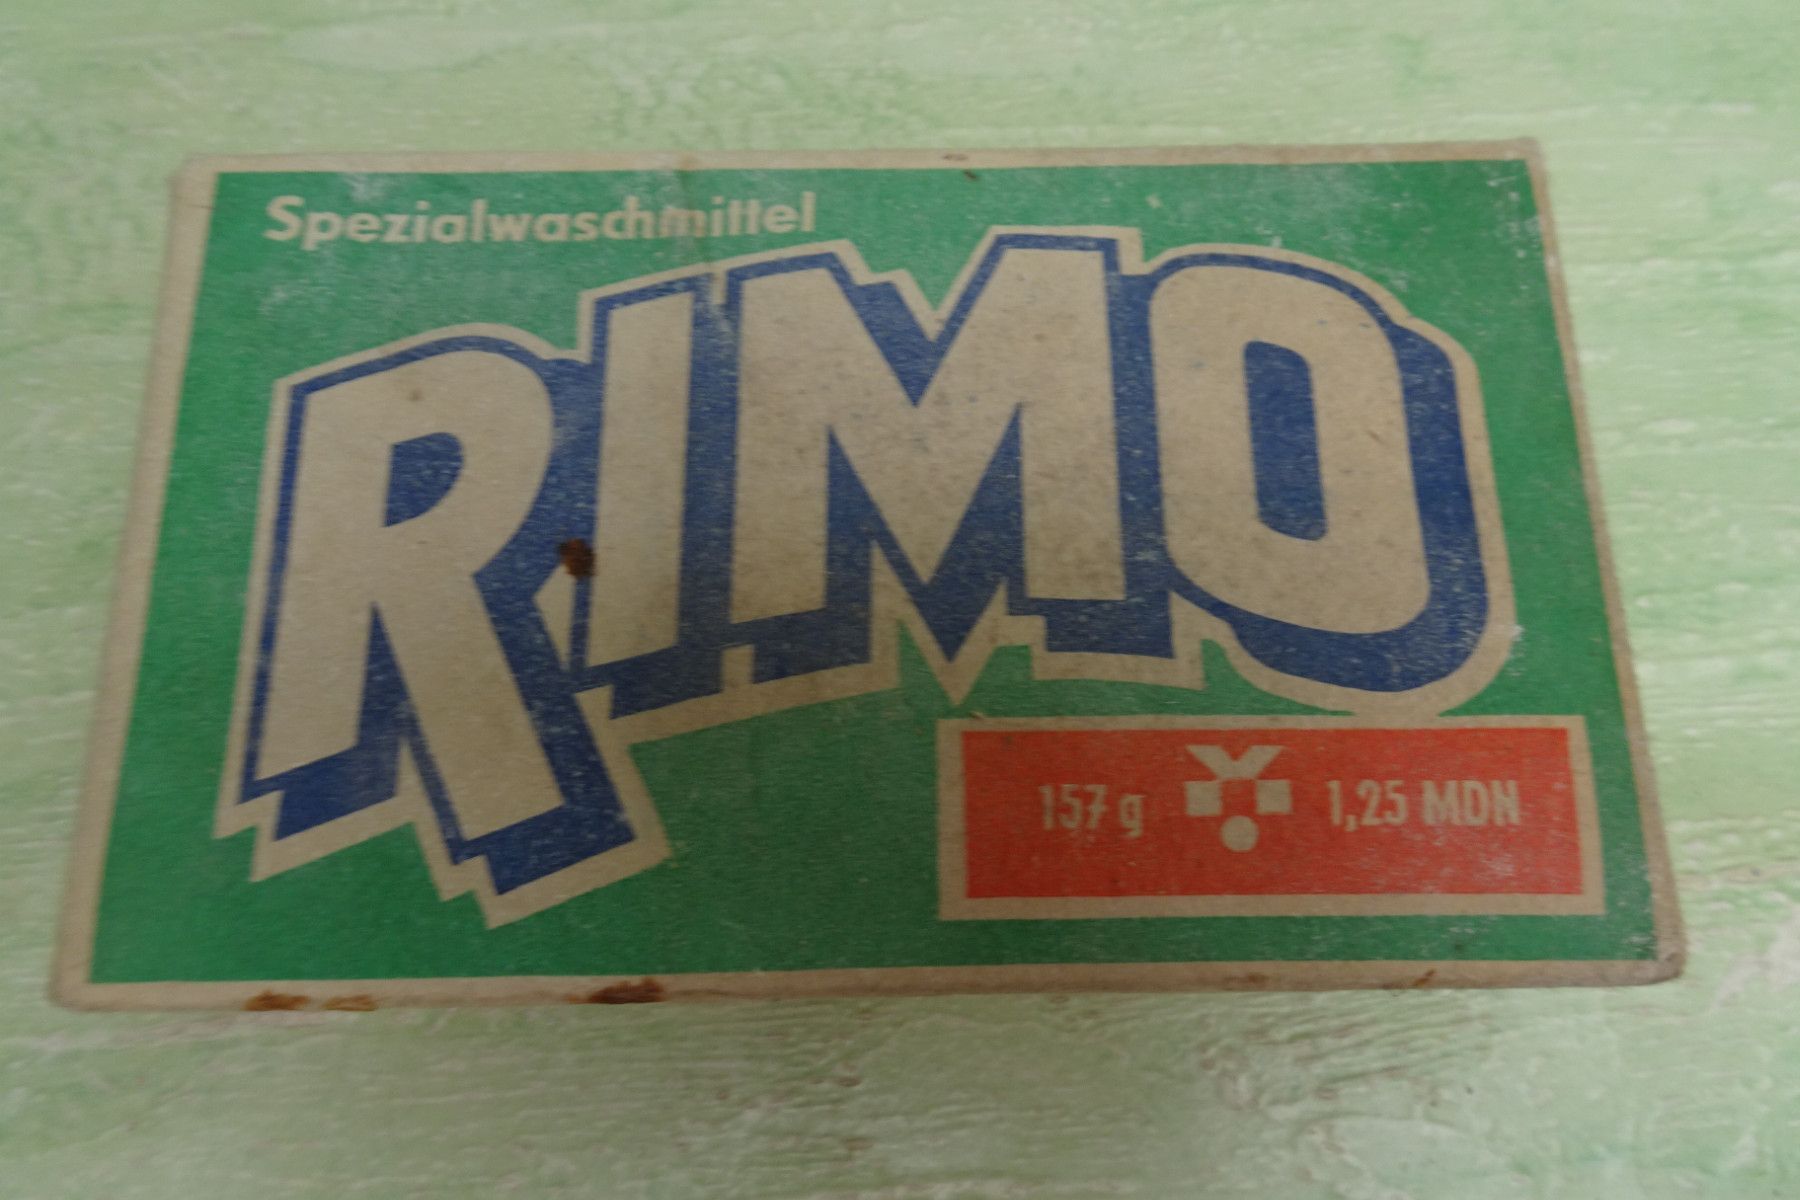 Spezialwaschmittel
RIMO
157 g 1,25 MDN